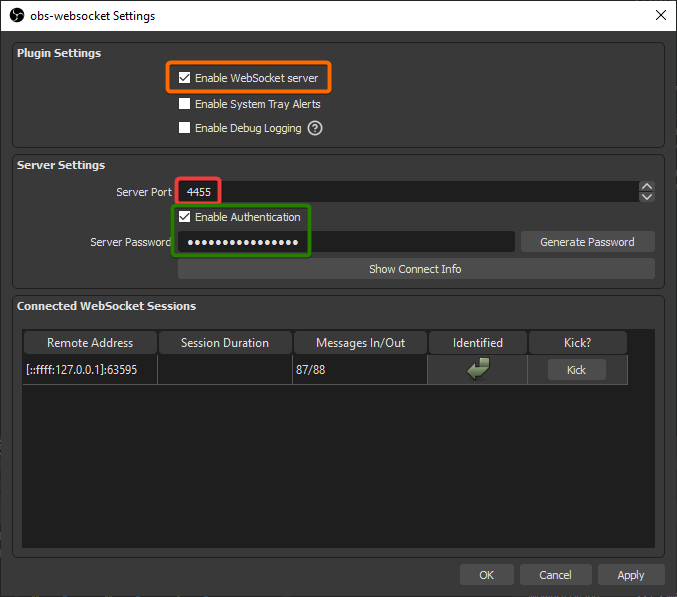 obs-websocket Settings
Plugin Settings
Enable WebSocket server
Enable System Tray Alerts
Enable Debug Logging ?
Server Settings
Server Port 4455
Enable Authentication
Server Password ●●●●●●●●●●●●●●●● Generate Password
Show Connect Info
Connected WebSocket Sessions
Remote Address Session Duration Messages In/Out Identified Kick?
[::ffff:127.0.0.1]:63595 87/88 Kick
OK Cancel Apply